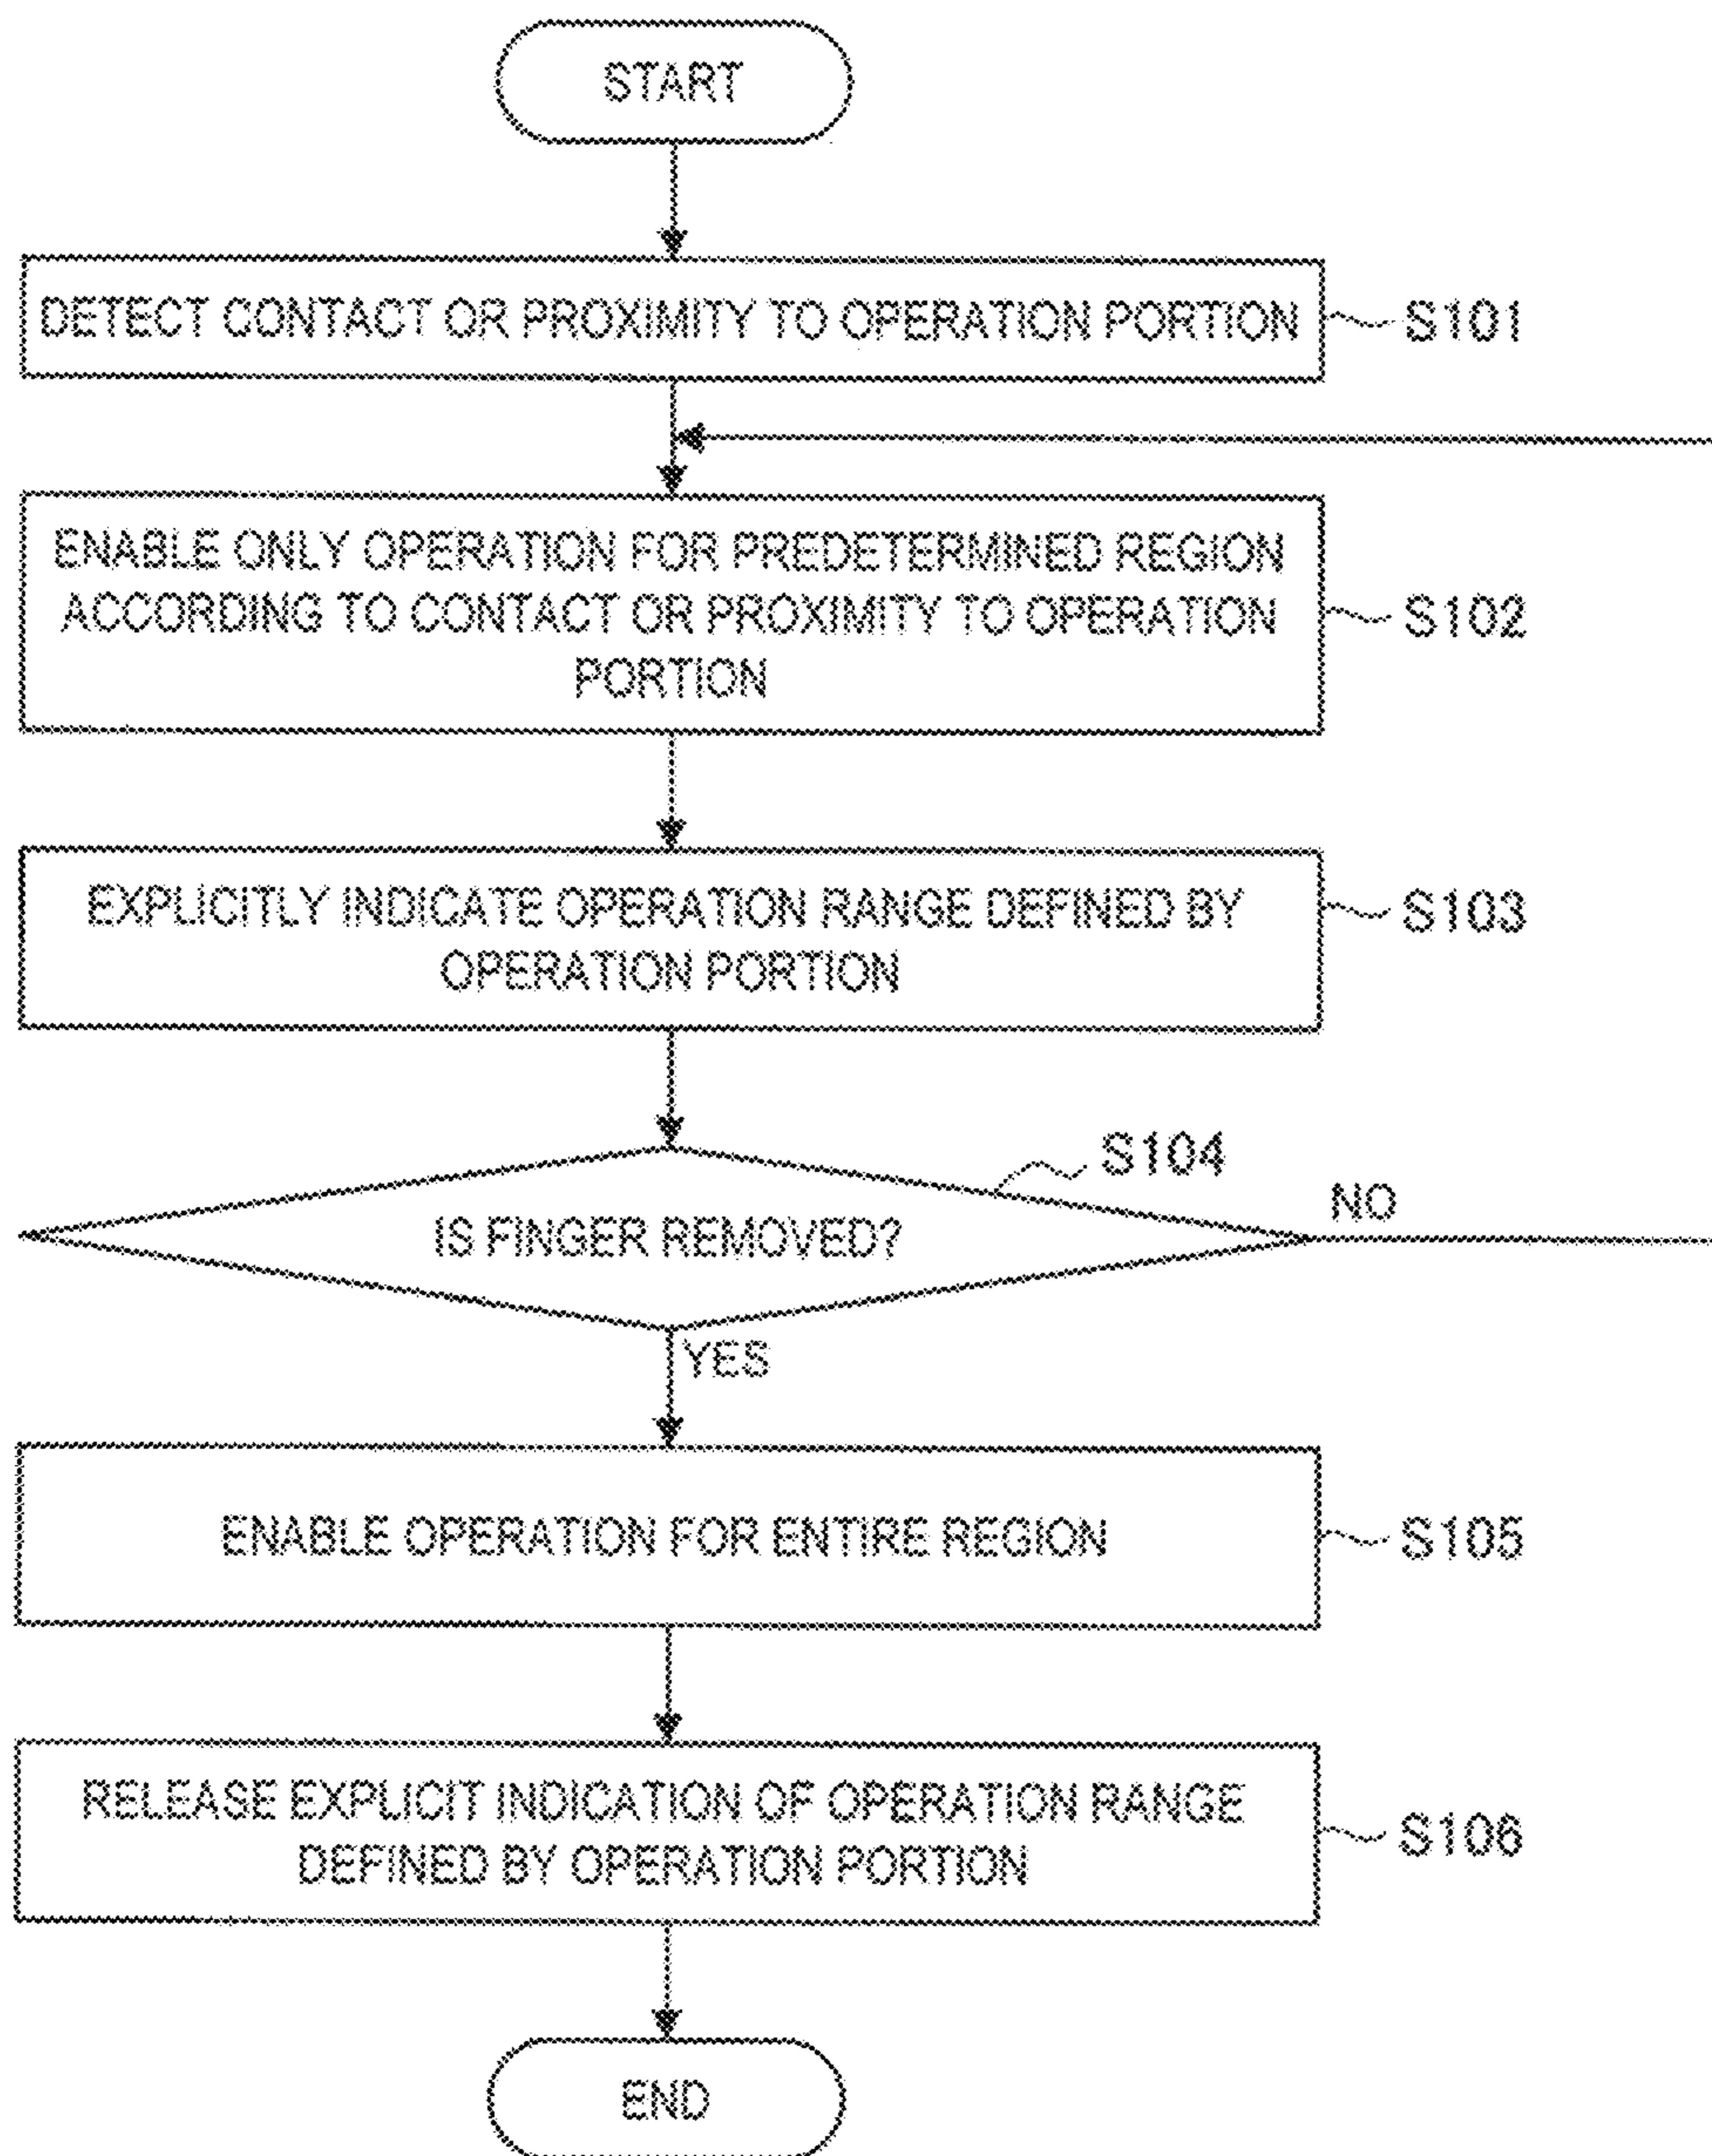 START
DETECT CONTACT OR PROXIMITY TO OPERATION PORTION
S101
ENABLE ONLY OPERATION FOR PREDETERMINED REGION
ACCORDING TO CONTACT OR PROXIMITY TO OPERATION
PORTION
S102
EXPLICITLY INDICATE OPERATION RANGE DEFINED BY
OPERATION PORTION
S103
S104
IS FINGER REMOVED?
NO
YES
ENABLE OPERATION FOR ENTIRE REGION
S105
RELEASE EXPLICIT INDICATION OF OPERATION RANGE
DEFINED BY OPERATION PORTION
S106
END